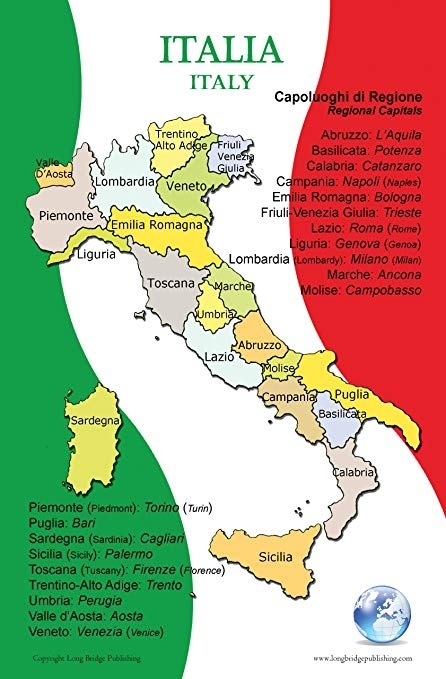 ITALIA
ITALY
Capoluoghi di Regione
Regional Capitals
Abruzzo: L'Aquila
Basilicata: Potenza
Calabria: Catanzaro
Campania: Napoli (Naples)
Emilia Romagna: Bologna
Friuli-Venezia Giulia: Trieste
Lazio: Roma (Rome)
Liguria: Genova (Genoa)
Lombardia (Lombardy): Milano (Milan)
Marche: Ancona
Molise: Campobasso
Trentino
Alto Adige
Friuli
Venezia
Giulia
Valle
D'Aosta
Lombardia
Veneto
Piemonte
Emilia Romagna
Liguria
Toscana
Marche
Umbria
Lazio
Abruzzo
Molise
Campania
Puglia
Basilicata
Sardegna
Calabria
Sicilia
Piemonte (Piedmont): Torino (Turin)
Puglia: Bari
Sardegna (Sardinia): Cagliari
Sicilia (Sicily): Palermo
Toscana (Tuscany): Firenze (Florence)
Trentino-Alto Adige: Trento
Umbria: Perugia
Valle d'Aosta: Aosta
Veneto: Venezia (Venice)
Copyright Long Bridge Publishing
www.longbridgepublishing.com